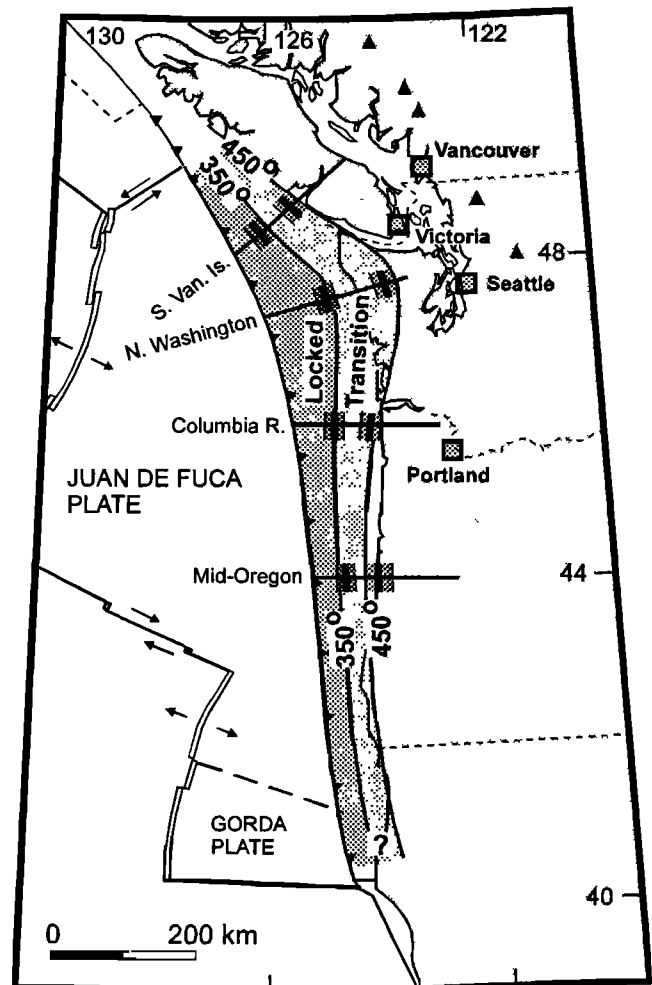 130
126
122
Vancouver
450
350
Victoria
48
S. Van. Is.
Seattle
N. Washington
Locked
Transition
Columbia R.
Portland
JUAN DE FUCA
PLATE
Mid-Oregon
44
350
450
GORDA
PLATE
?
40
0 200 km